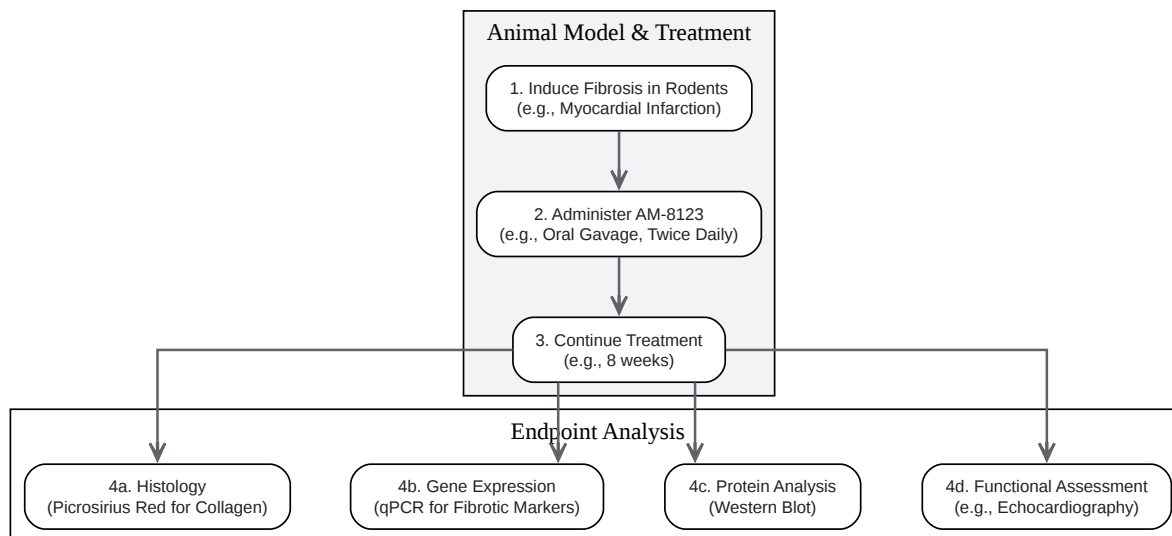 Animal Model & Treatment
1. Induce Fibrosis in Rodents
(e.g., Myocardial Infarction)
2. Administer AM-8123
(e.g., Oral Gavage, Twice Daily)
3. Continue Treatment
(e.g., 8 weeks)
Endpoint Analysis
4a. Histology
(Picrosirius Red for Collagen)
4b. Gene Expression
(qPCR for Fibrotic Markers)
4c. Protein Analysis
(Western Blot)
4d. Functional Assessment
(e.g., Echocardiography)